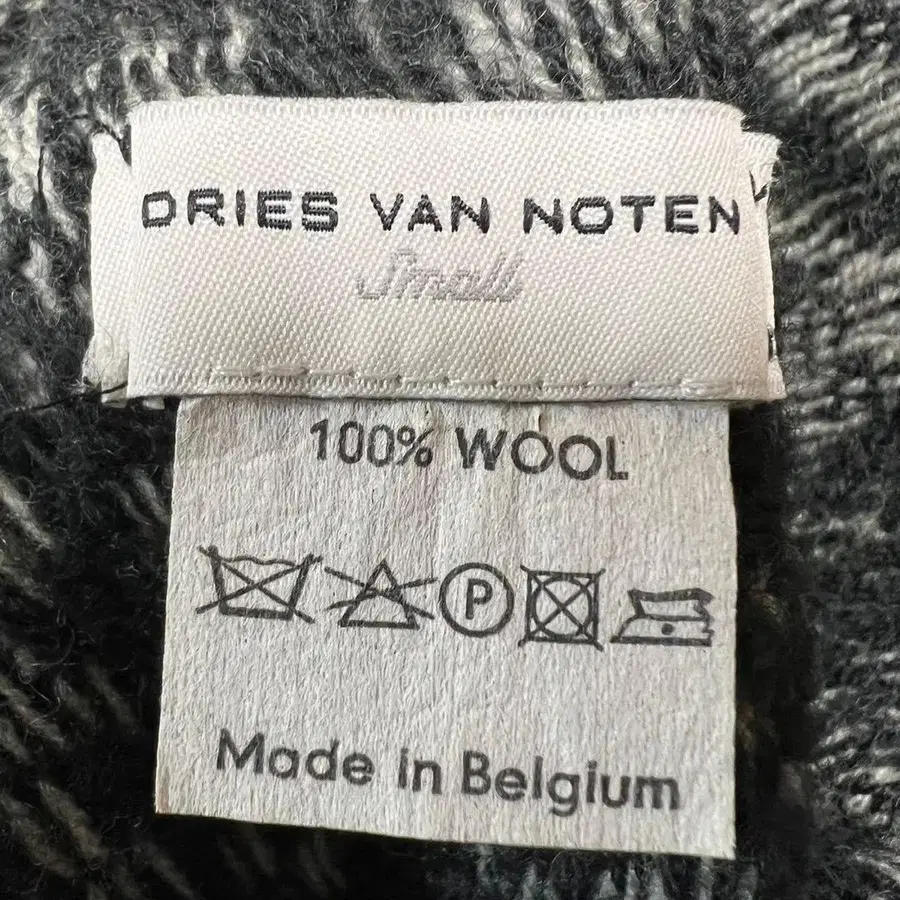 DRIES VAN NOTEN
Small
100% WOOL
P
Made in Belgium